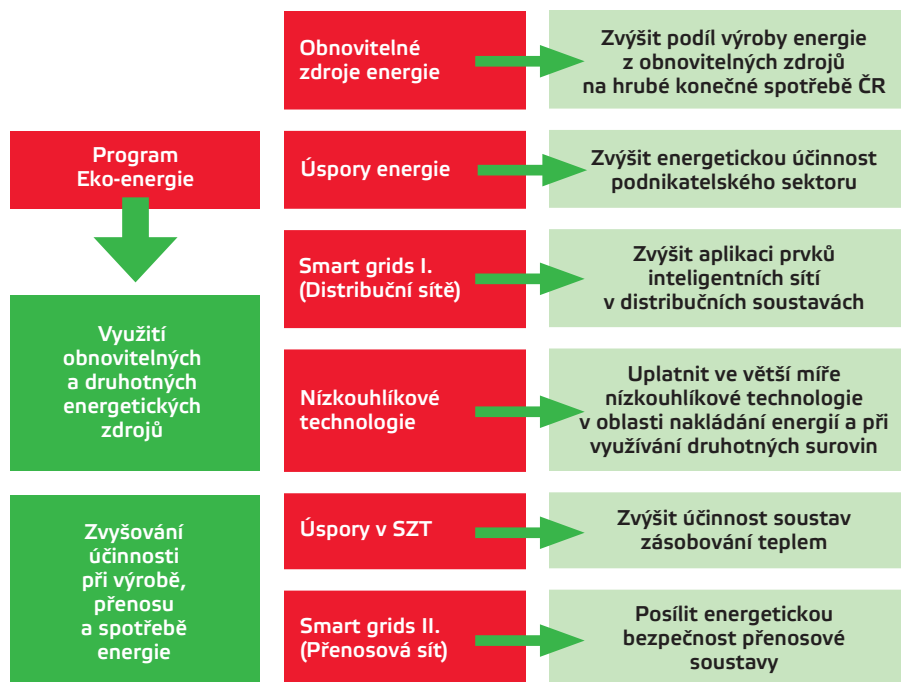 Program
Eko-energie
Využití
obnovitelných
a druhotných
energetických
zdrojů
Zvyšování
účinnosti
při výrobě,
přenosu
a spotřebě
energie
Obnovitelné
zdroje energie
Zvýšit podíl výroby energie
z obnovitelných zdrojů
na hrubé konečné spotřebě ČR
Úspory energie
Zvýšit energetickou účinnost
podnikatelského sektoru
Smart grids I.
(Distribuční sítě)
Zvýšit aplikaci prvků
inteligentních sítí
v distribučních soustavách
Nízkouhlíkové
technologie
Uplatnit ve větší míře
nízkouhlíkové technologie
v oblasti nakládání energií a při
využívání druhotných surovin
Úspory v SZT
Zvýšit účinnost soustav
zásobování teplem
Smart grids II.
(Přenosová sít)
Posílit energetickou
bezpečnost přenosové
soustavy